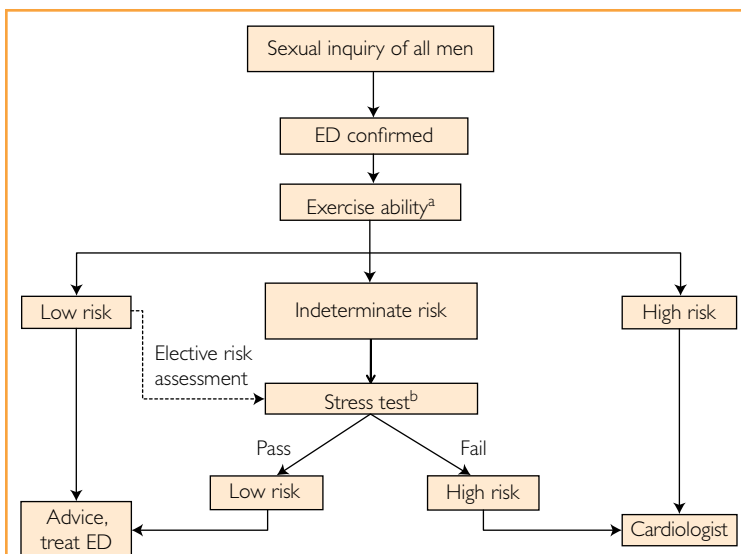 Sexual inquiry of all men
ED confirmed
Exercise abilityᵃ
Low risk
Indeterminate risk
High risk
Elective risk
assessment
Stress testᵇ
Pass
Fail
Low risk
High risk
Advice,
treat ED
Cardiologist